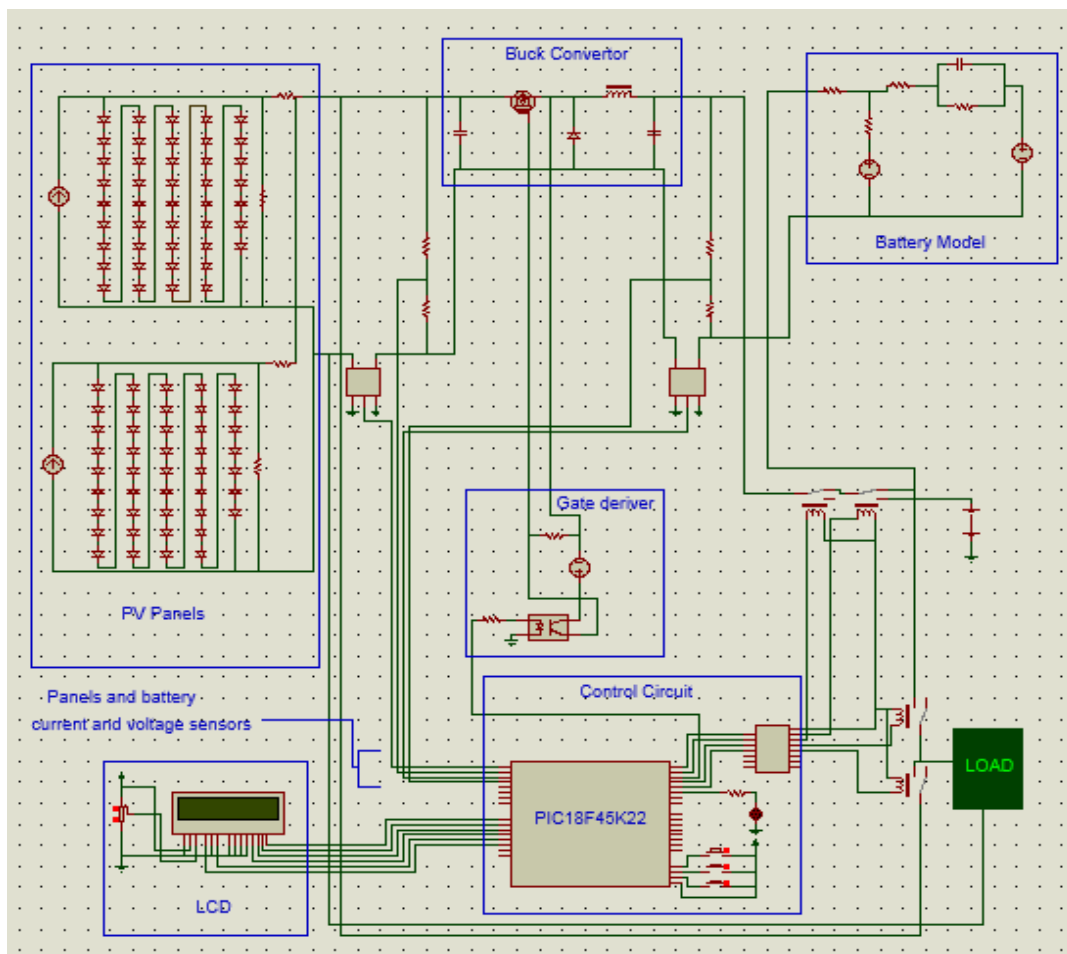 Buck Convertor
Battery Model
PV Panels
Gate deriver
Panels and battery
current and voltage sensors
Control Circuit
PIC18F45K22
LOAD
LCD